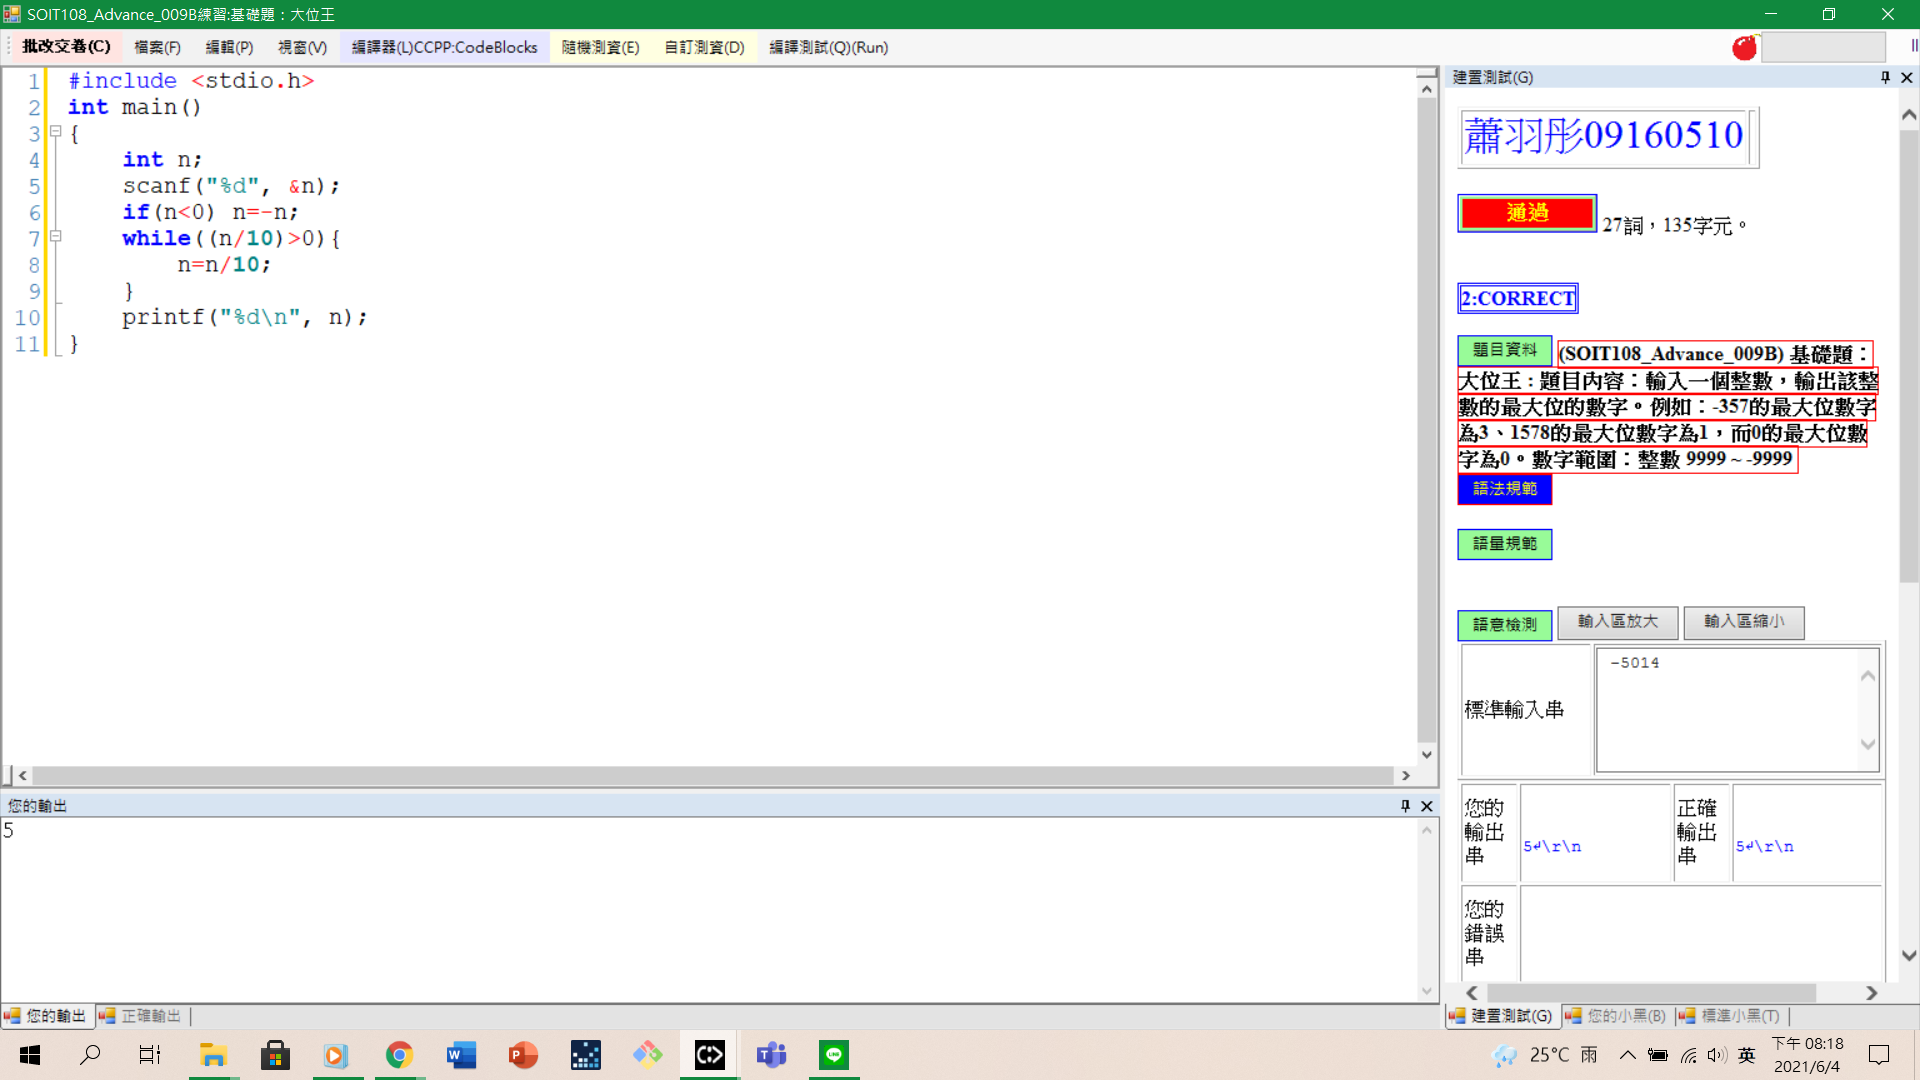 SOIT108_Advance_009B練習:基礎題：大位王
批改交卷(C) 檔案(F) 編輯(P) 視窗(V) 編譯器(L)CCPP:CodeBlocks 隨機測資(E) 自訂測資(D) 編譯測試(Q)(Run)
1 #include <stdio.h>
2 int main()
3 {
4 int n;
5 scanf("%d", &n);
6 if(n<0) n=-n;
7 while((n/10)>0){
8 n=n/10;
9 }
10 printf("%d\n", n);
11 }
您的輸出
5
您的輸出 正確輸出
建置測試(G)
蕭羽彤09160510
通過 27詞，135字元。
2:CORRECT
題目資料 (SOIT108_Advance_009B) 基礎題：
大位王：題目內容：輸入一個整數，輸出該整
數的最大位的數字。例如：-357的最大位數字
為3、1578的最大位數字為1，而0的最大位數
字為0。數字範圍：整數 9999 ~ -9999
語法規範
語量規範
語意檢測 輸入區放大 輸入區縮小
標準輸入串 -5014
您的輸出串 5↲\r\n 正確輸出串 5↲\r\n
您的錯誤串
建置測試(G) 您的小黑(B) 標準小黑(T)
25°C 雨 英 下午 08:18
2021/6/4